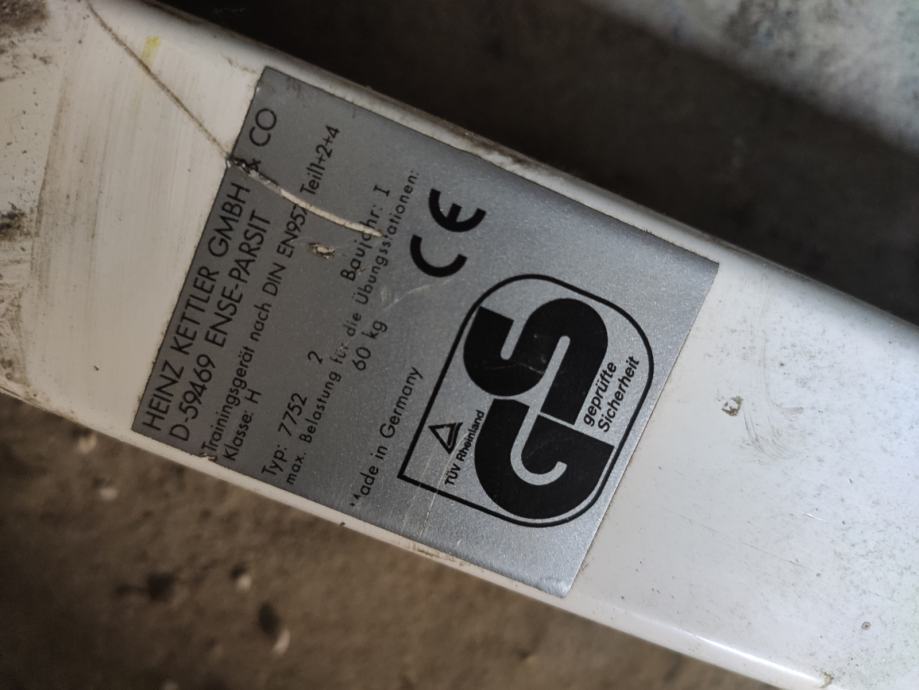 HEINZ KETTLER GMBH & CO
D-59469 ENSE-PARSIT
Trainingsgerät nach DIN EN957 Teil1+2+4
Klasse: H
Typ: 7752 2 Baujahr: I
max. Belastung für die Übungsstationen:
60 kg
Made in Germany
CE
TÜV Rheinland
GS
geprüfte
Sicherheit